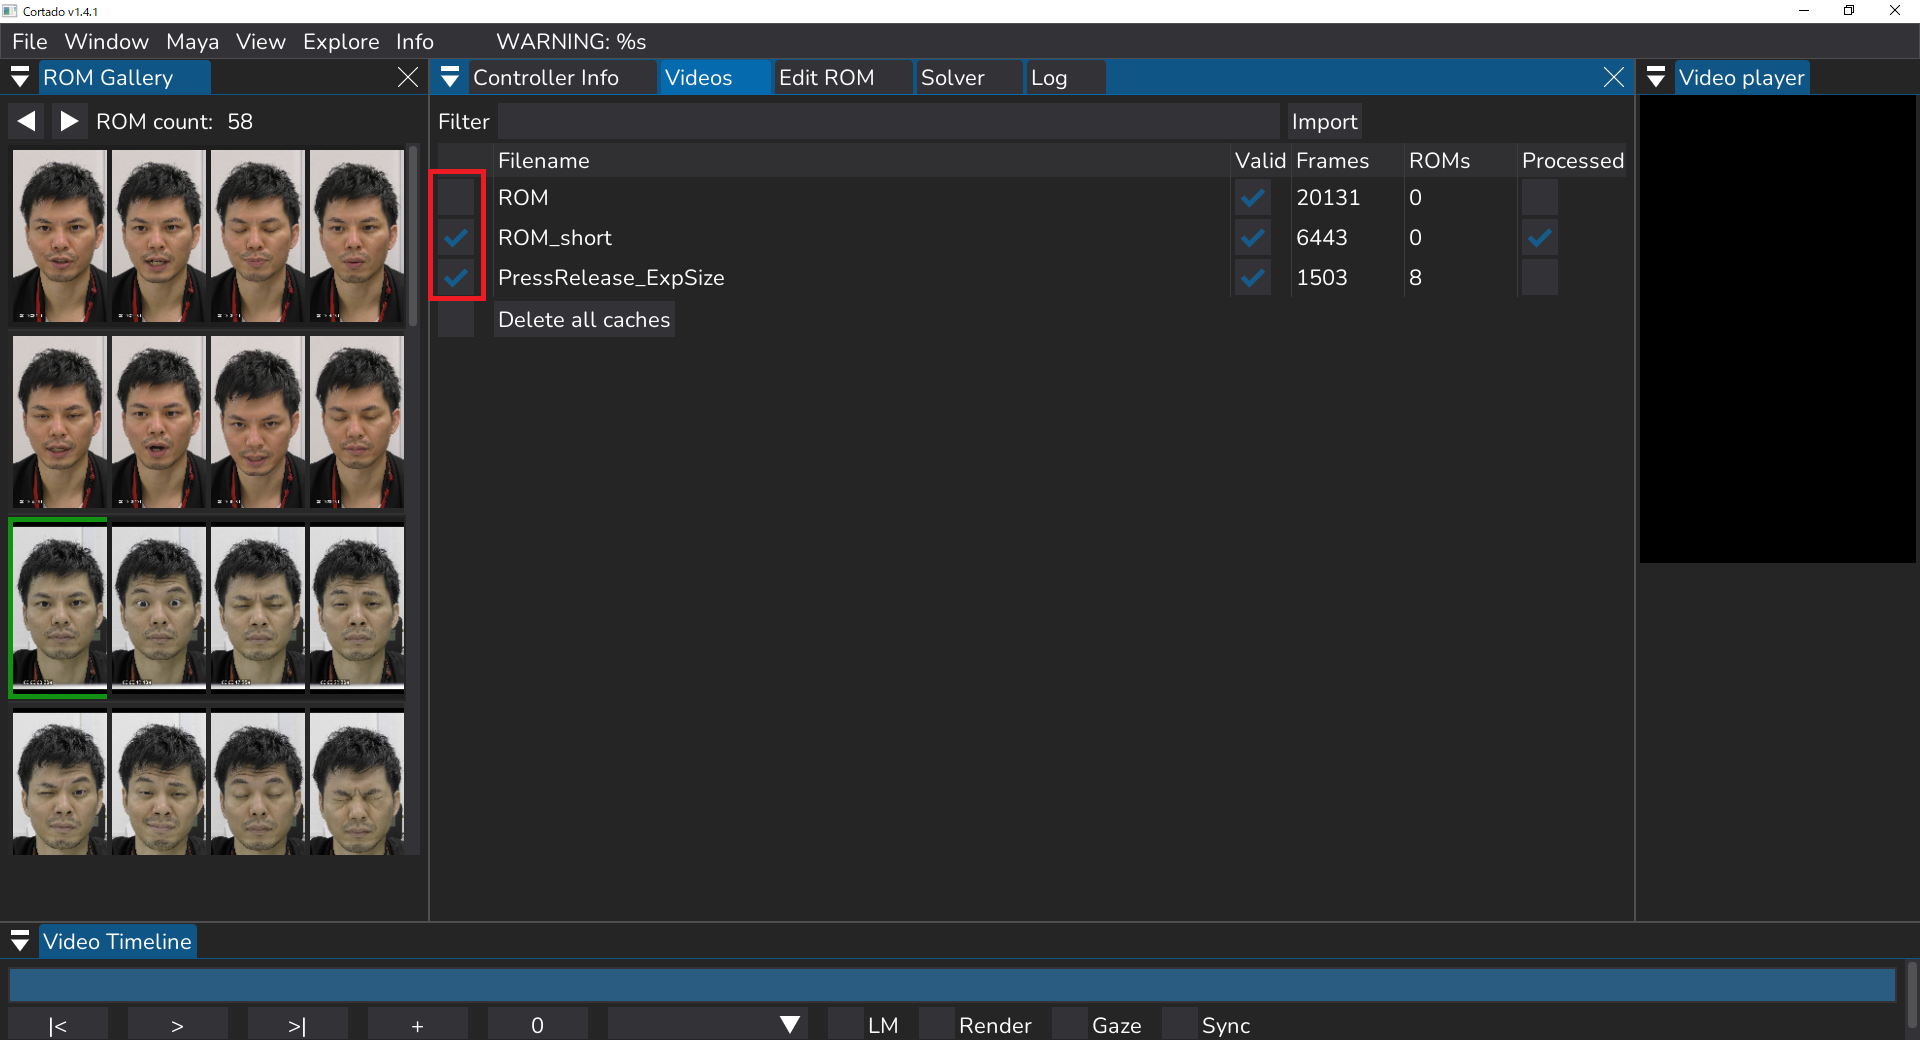 Cortado v1.4.1
File Window Maya View Explore Info WARNING: %s
ROM Gallery
Controller Info Videos Edit ROM Solver Log
Video player
ROM count: 58
Filter Import
Filename Valid Frames ROMs Processed
ROM 20131 0
ROM_short 6443 0
PressRelease_ExpSize 1503 8
Delete all caches
Video Timeline
|< > >| + 0 LM Render Gaze Sync